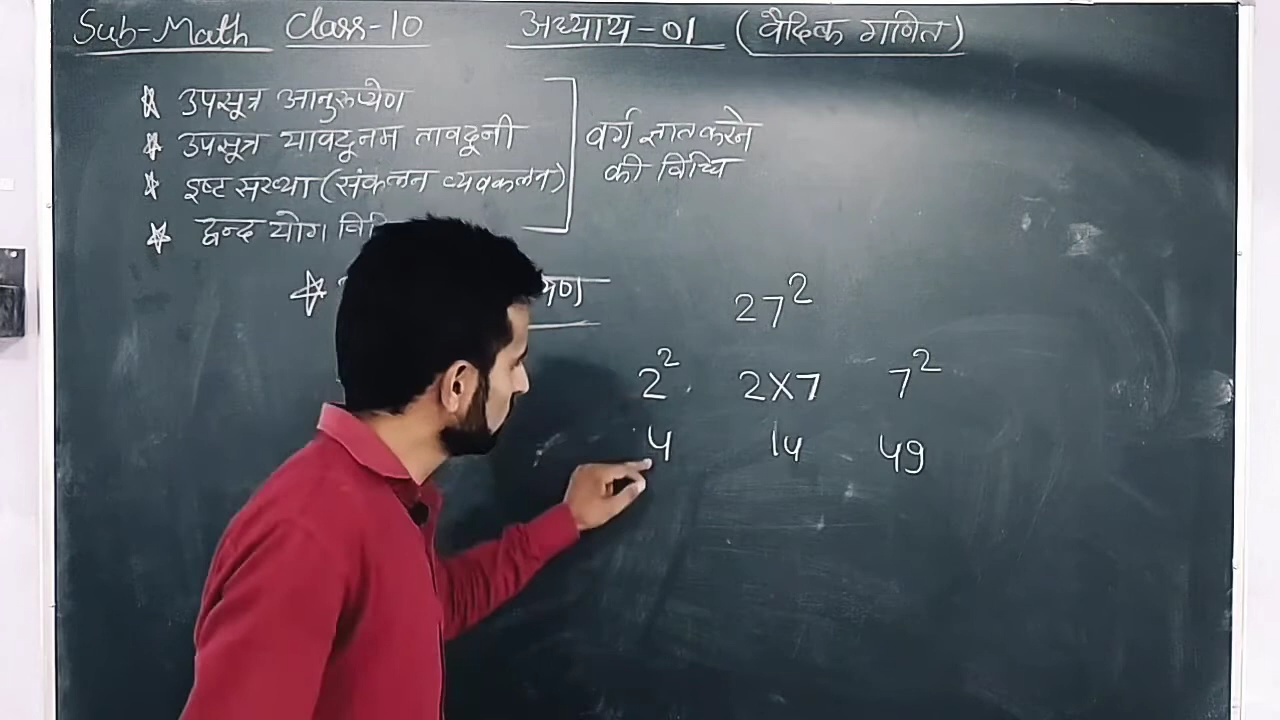 Sub-Math Class-10 अध्याय-01 (वैदिक गणित)
★ उपसूत्र आनुरूप्येण
★ उपसूत्र यावदूनम तावदूनी
★ इष्ट सख्या (संकलन व्यवकलन)
★ द्वन्द योग
वर्ग ज्ञात करने
की विधि
27²
2² 2×7 7²
4 14 49